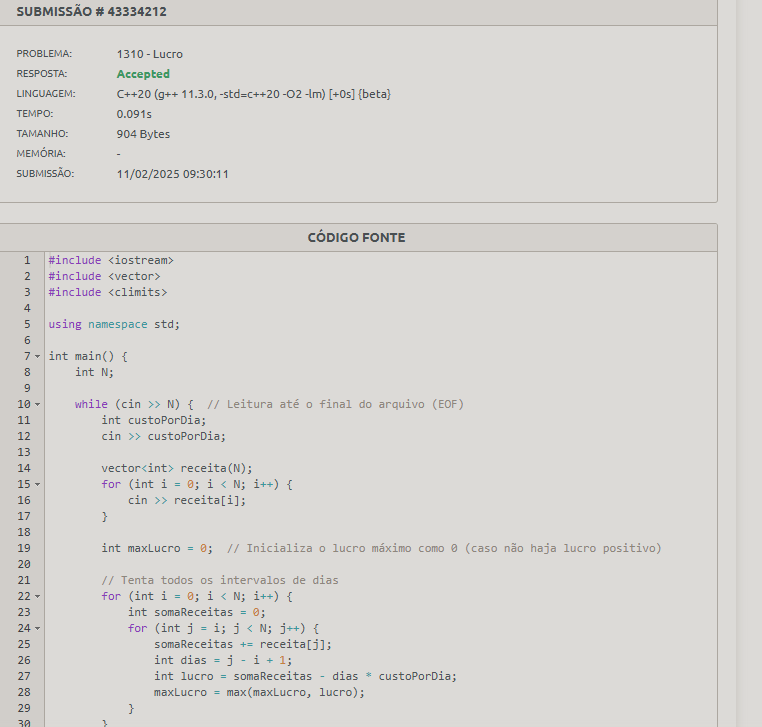 SUBMISSÃO # 43334212
PROBLEMA: 1310 - Lucro
RESPOSTA: Accepted
LINGUAGEM: C++20 (g++ 11.3.0, -std=c++20 -O2 -lm) [+0s] {beta}
TEMPO: 0.091s
TAMANHO: 904 Bytes
MEMÓRIA: -
SUBMISSÃO: 11/02/2025 09:30:11
CÓDIGO FONTE
1 #include <iostream>
2 #include <vector>
3 #include <climits>
4
5 using namespace std;
6
7 int main() {
8     int N;
9
10     while (cin >> N) {  // Leitura até o final do arquivo (EOF)
11         int custoPorDia;
12         cin >> custoPorDia;
13
14         vector<int> receita(N);
15         for (int i = 0; i < N; i++) {
16             cin >> receita[i];
17         }
18
19         int maxLucro = 0;  // Inicializa o lucro máximo como 0 (caso não haja lucro positivo)
20
21         // Tenta todos os intervalos de dias
22         for (int i = 0; i < N; i++) {
23             int somaReceitas = 0;
24             for (int j = i; j < N; j++) {
25                 somaReceitas += receita[j];
26                 int dias = j - i + 1;
27                 int lucro = somaReceitas - dias * custoPorDia;
28                 maxLucro = max(maxLucro, lucro);
29             }
30         }